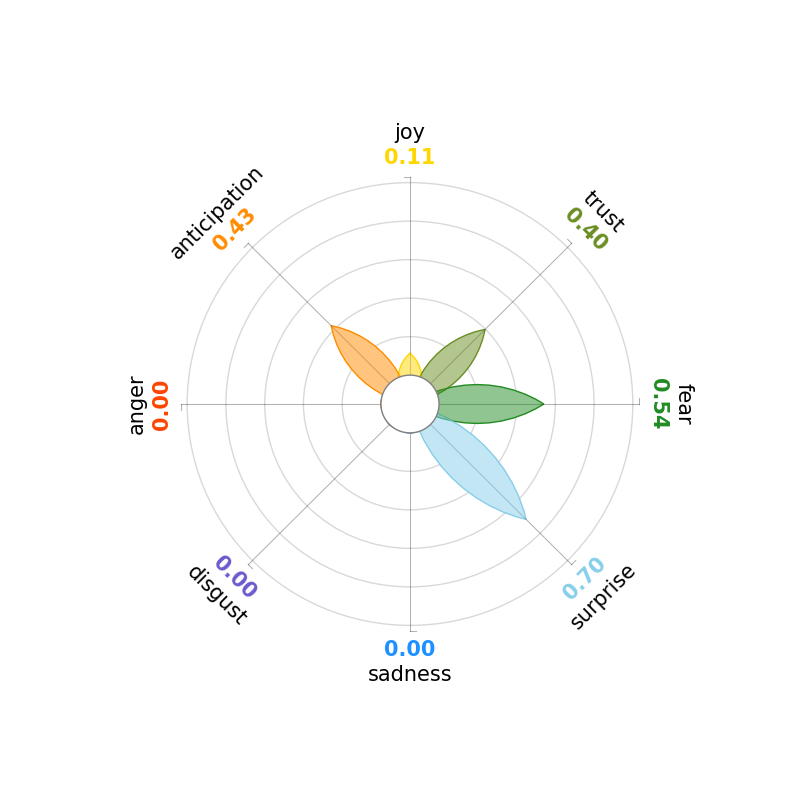 joy
0.11
trust
0.40
fear
0.54
surprise
0.70
sadness
0.00
disgust
0.00
anger
0.00
anticipation
0.43